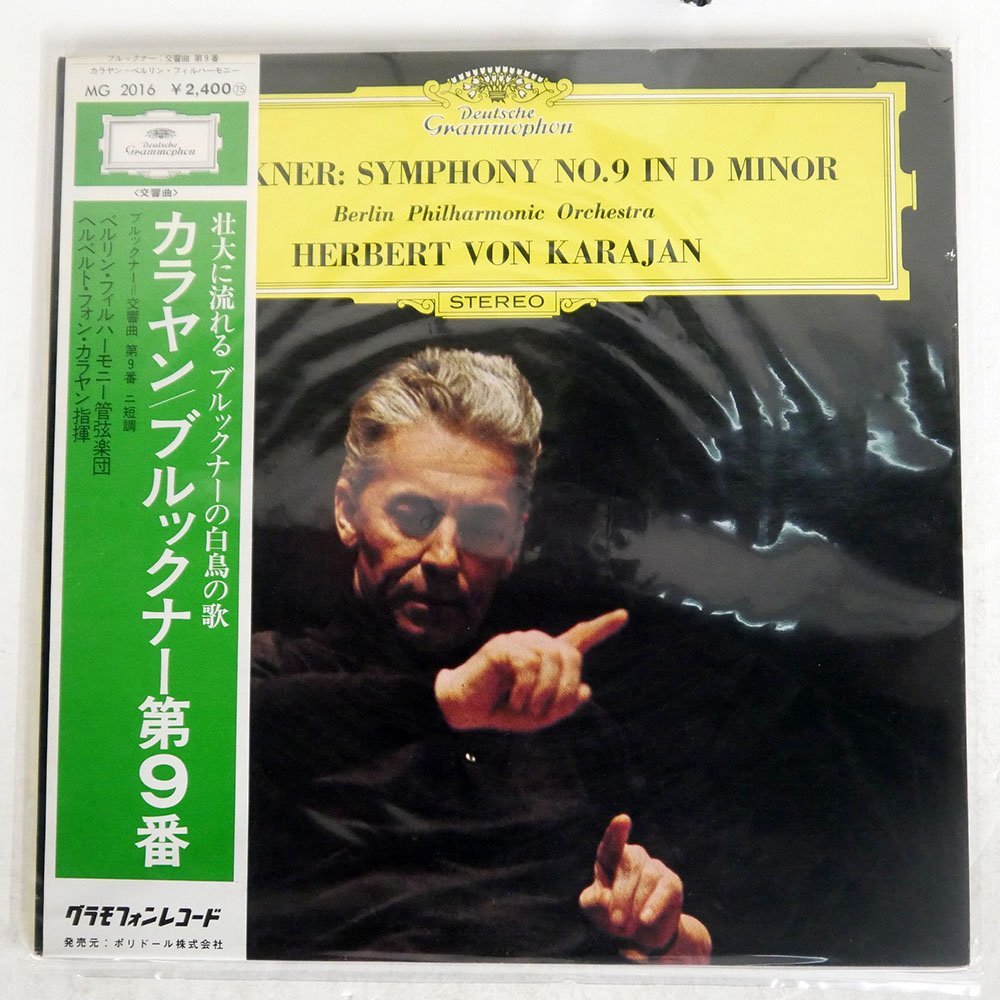 ブルックナー：交響曲 第9番
カラヤン－ベルリン・フィルハーモニー
MG 2016 ￥2,400 75
Deutsche
Grammophon
〈交響曲〉
壮大に流れる ブルックナーの白鳥の歌
カラヤン/ブルックナー第9番
ブルックナー=交響曲 第9番 ニ短調
ベルリン・フィルハーモニー管弦楽団
ヘルベルト・フォン・カラヤン指揮
グラモフォンレコード
発売元：ポリドール株式会社
Deutsche
Grammophon
KNER: SYMPHONY NO.9 IN D MINOR
Berlin Philharmonic Orchestra
HERBERT VON KARAJAN
STEREO